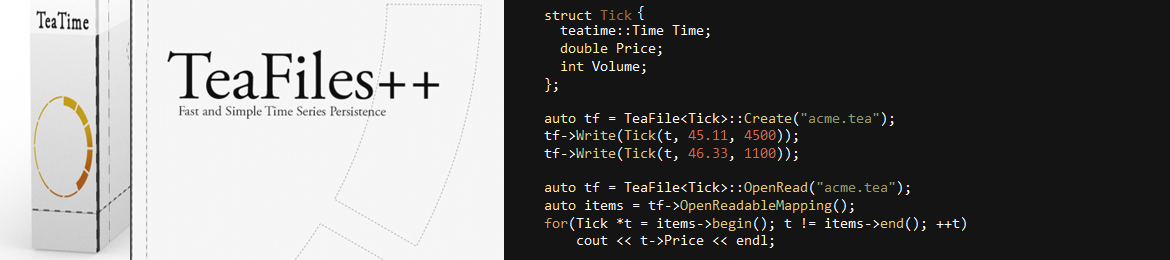 TeaTime
TeaFiles++
Fast and Simple Time Series Persistence
struct Tick {
  teatime::Time Time;
  double Price;
  int Volume;
};
auto tf = TeaFile<Tick>::Create("acme.tea");
tf->Write(Tick(t, 45.11, 4500));
tf->Write(Tick(t, 46.33, 1100));
auto tf = TeaFile<Tick>::OpenRead("acme.tea");
auto items = tf->OpenReadableMapping();
for(Tick *t = items->begin(); t != items->end(); ++t)
    cout << t->Price << endl;